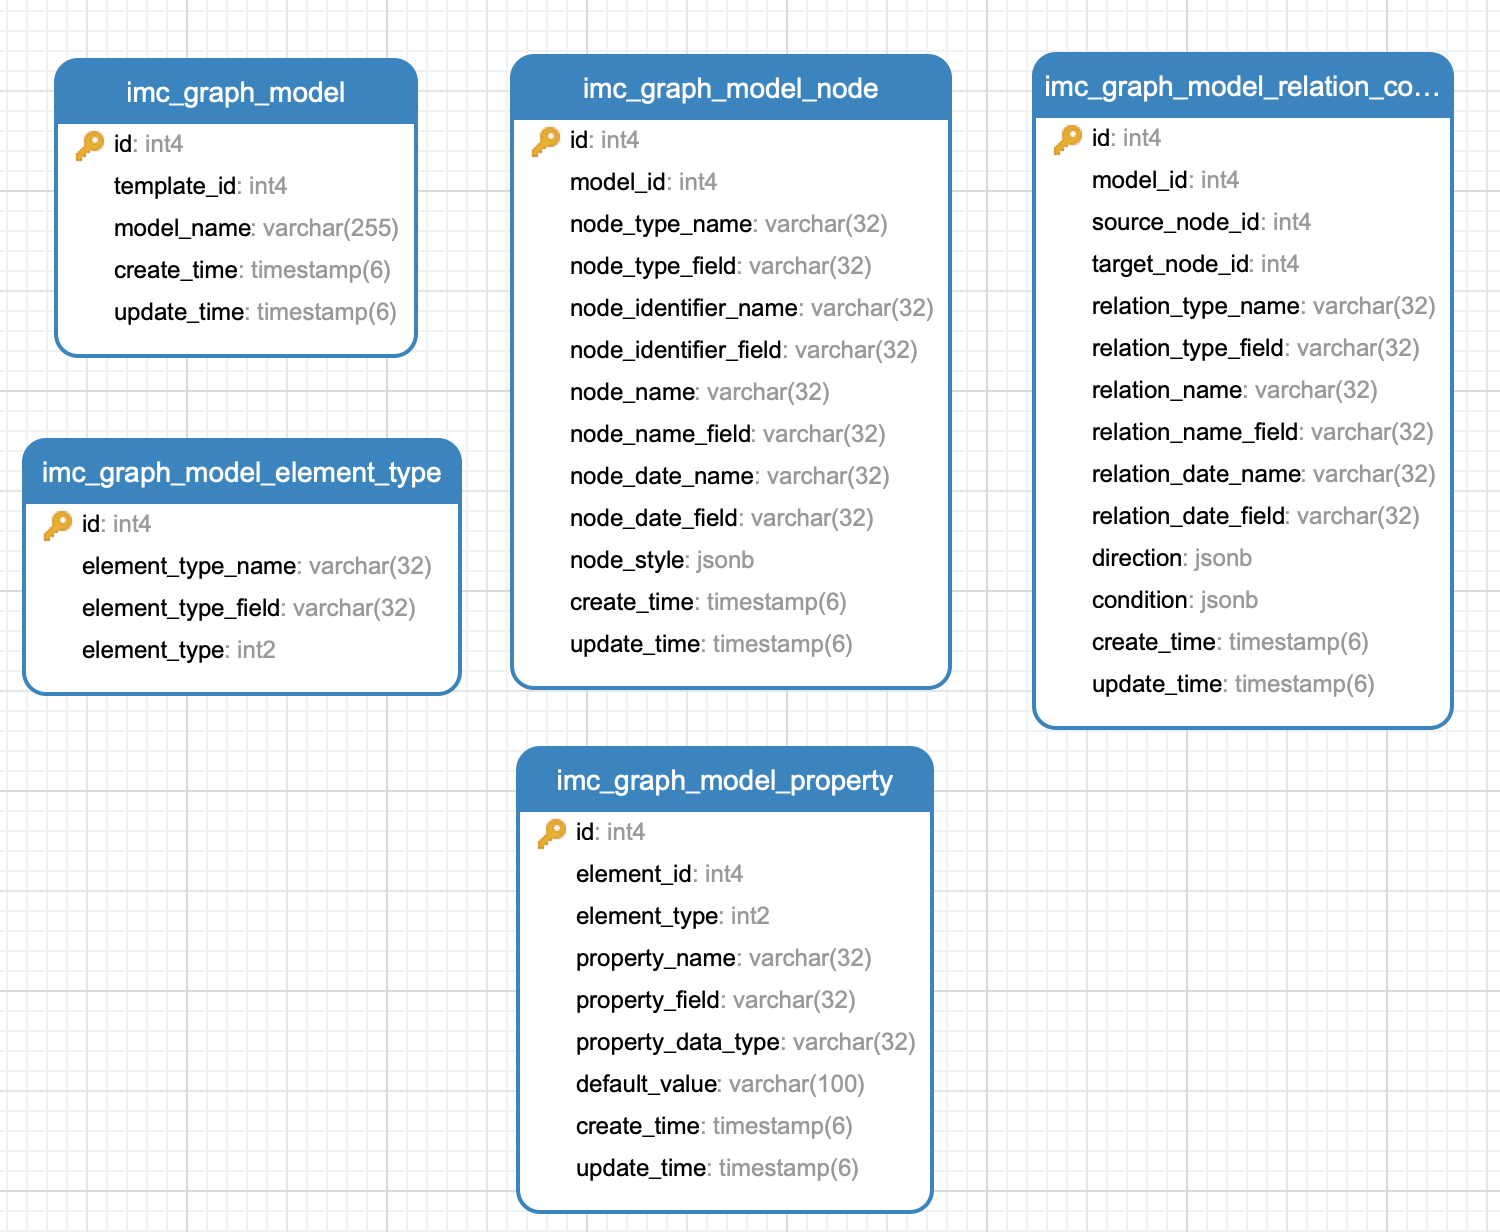 imc_graph_model
id: int4
template_id: int4
model_name: varchar(255)
create_time: timestamp(6)
update_time: timestamp(6)
imc_graph_model_element_type
id: int4
element_type_name: varchar(32)
element_type_field: varchar(32)
element_type: int2
imc_graph_model_node
id: int4
model_id: int4
node_type_name: varchar(32)
node_type_field: varchar(32)
node_identifier_name: varchar(32)
node_identifier_field: varchar(32)
node_name: varchar(32)
node_name_field: varchar(32)
node_date_name: varchar(32)
node_date_field: varchar(32)
node_style: jsonb
create_time: timestamp(6)
update_time: timestamp(6)
imc_graph_model_relation_co...
id: int4
model_id: int4
source_node_id: int4
target_node_id: int4
relation_type_name: varchar(32)
relation_type_field: varchar(32)
relation_name: varchar(32)
relation_name_field: varchar(32)
relation_date_name: varchar(32)
relation_date_field: varchar(32)
direction: jsonb
condition: jsonb
create_time: timestamp(6)
update_time: timestamp(6)
imc_graph_model_property
id: int4
element_id: int4
element_type: int2
property_name: varchar(32)
property_field: varchar(32)
property_data_type: varchar(32)
default_value: varchar(100)
create_time: timestamp(6)
update_time: timestamp(6)